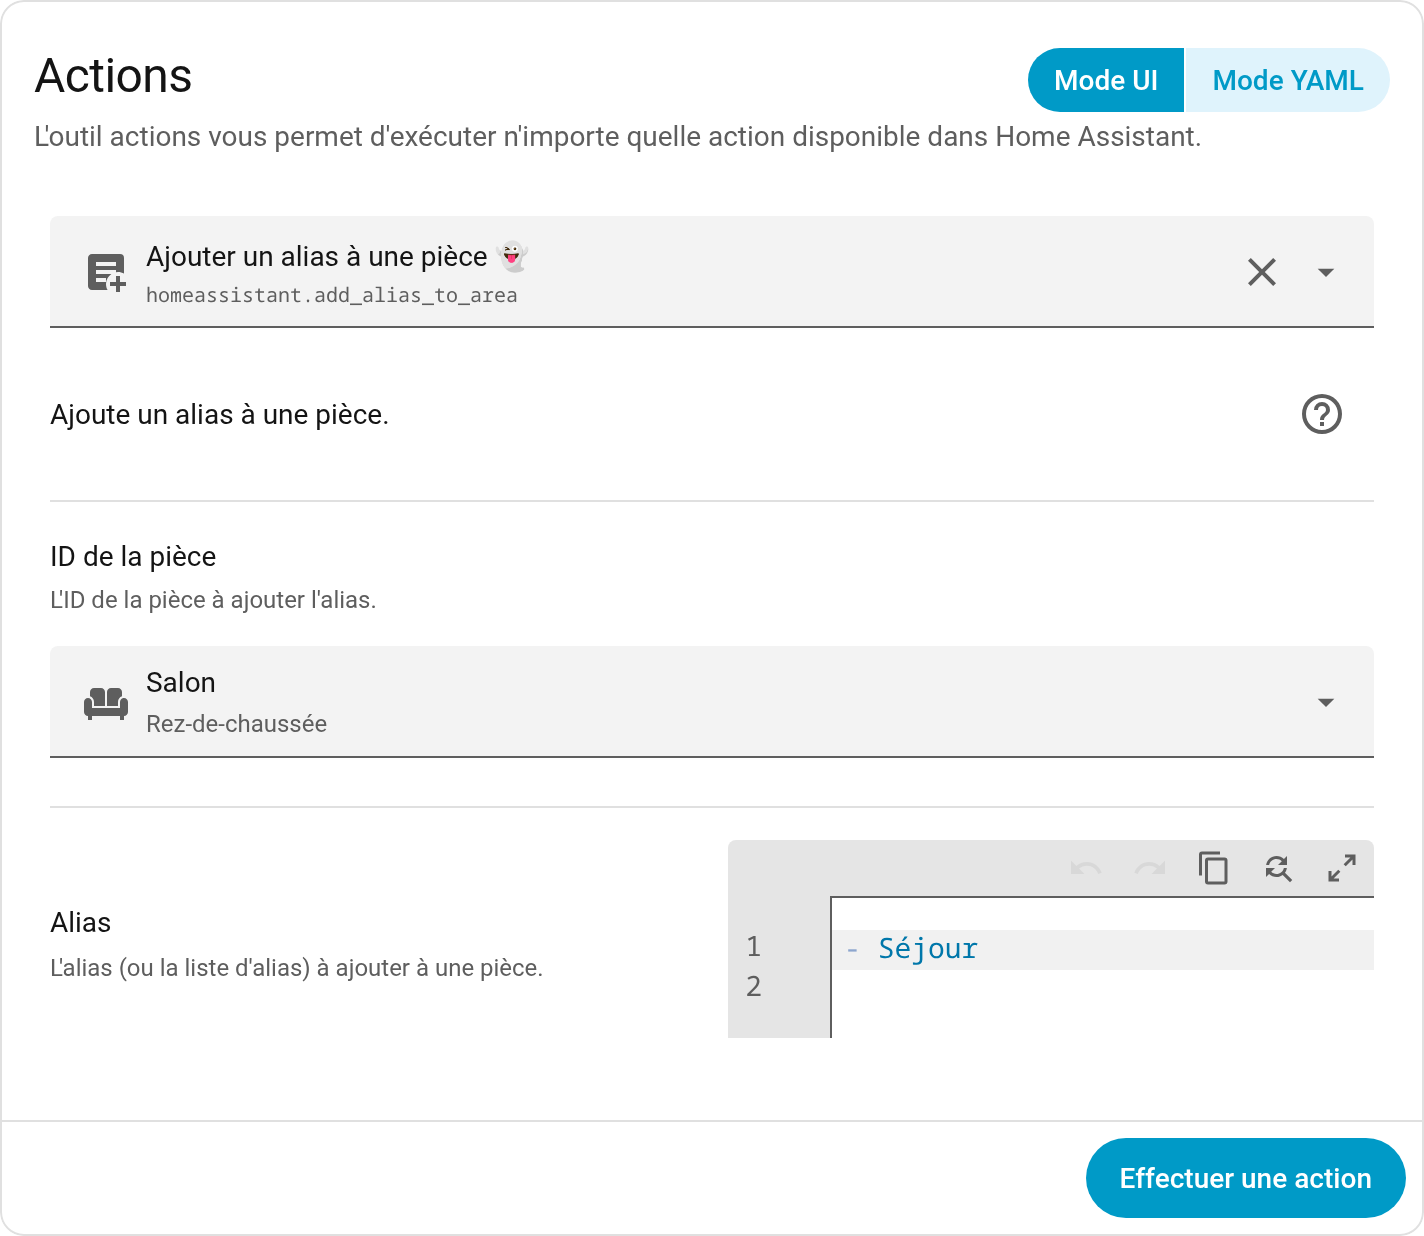 Actions
Mode UI
Mode YAML
L'outil actions vous permet d'exécuter n'importe quelle action disponible dans Home Assistant.
Ajouter un alias à une pièce 👻
homeassistant.add_alias_to_area
Ajoute un alias à une pièce.
ID de la pièce
L'ID de la pièce à ajouter l'alias.
Salon
Rez-de-chaussée
Alias
L'alias (ou la liste d'alias) à ajouter à une pièce.
1 - Séjour
2
Effectuer une action